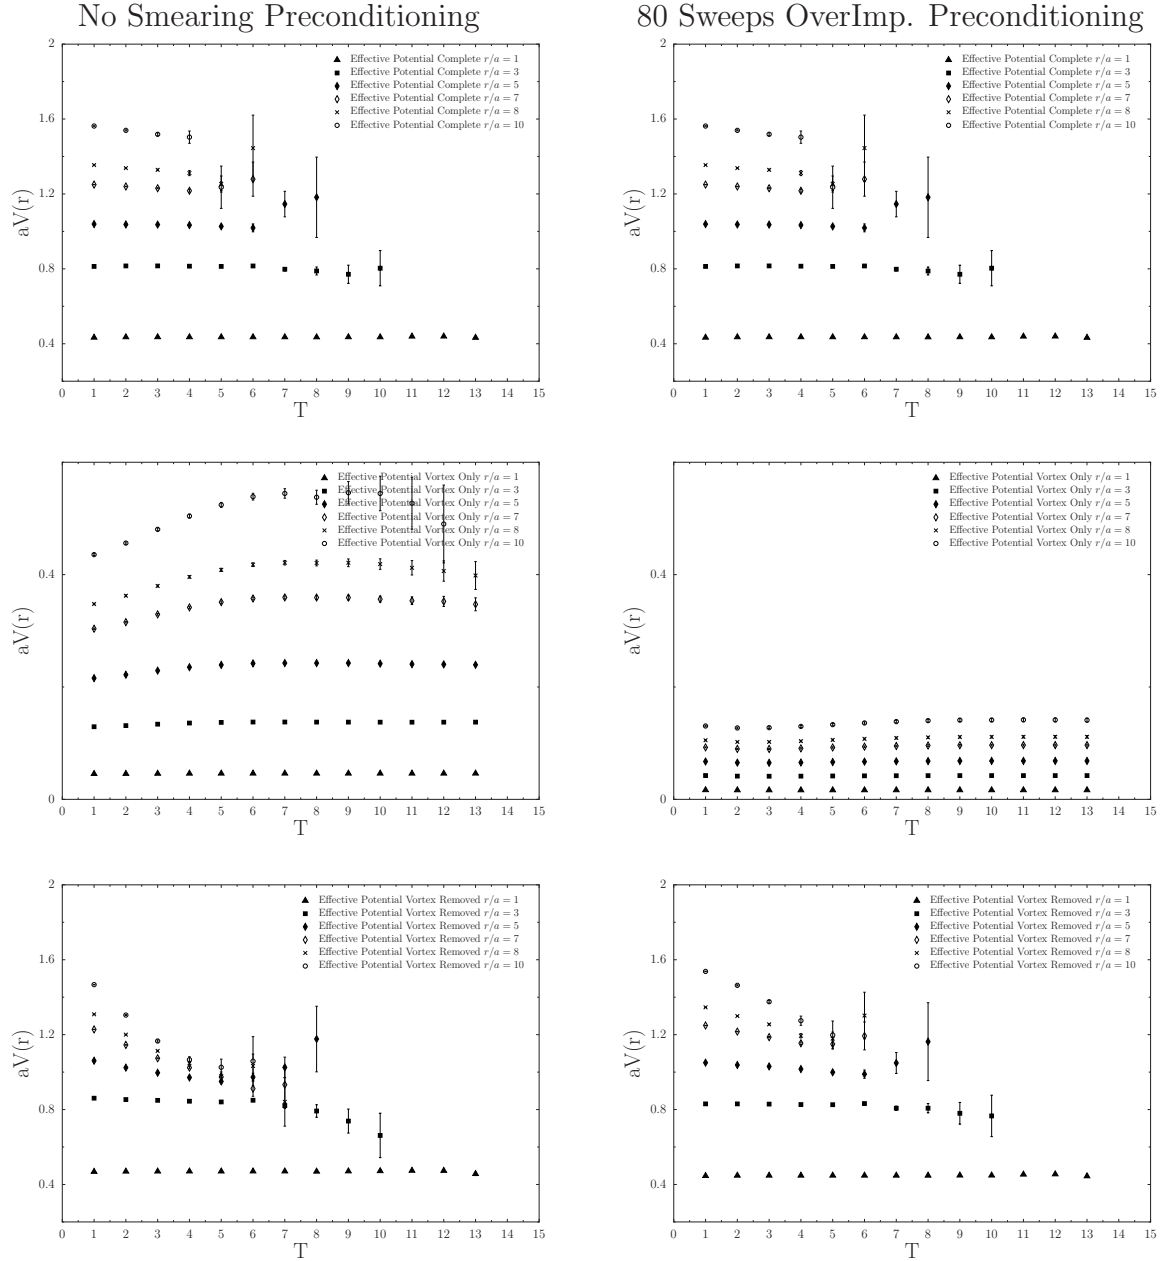 No Smearing Preconditioning
80 Sweeps OverImp. Preconditioning
2
1.6
1.2
0.8
0.4
aV(r)
Effective Potential Complete r/a = 1
Effective Potential Complete r/a = 3
Effective Potential Complete r/a = 5
Effective Potential Complete r/a = 7
Effective Potential Complete r/a = 8
Effective Potential Complete r/a = 10
0 1 2 3 4 5 6 7 8 9 10 11 12 13 14 15
T
2
1.6
1.2
0.8
0.4
aV(r)
Effective Potential Complete r/a = 1
Effective Potential Complete r/a = 3
Effective Potential Complete r/a = 5
Effective Potential Complete r/a = 7
Effective Potential Complete r/a = 8
Effective Potential Complete r/a = 10
0 1 2 3 4 5 6 7 8 9 10 11 12 13 14 15
T
0.4
0
aV(r)
Effective Potential Vortex Only r/a = 1
Effective Potential Vortex Only r/a = 3
Effective Potential Vortex Only r/a = 5
Effective Potential Vortex Only r/a = 7
Effective Potential Vortex Only r/a = 8
Effective Potential Vortex Only r/a = 10
0 1 2 3 4 5 6 7 8 9 10 11 12 13 14 15
T
0.4
0
aV(r)
Effective Potential Vortex Only r/a = 1
Effective Potential Vortex Only r/a = 3
Effective Potential Vortex Only r/a = 5
Effective Potential Vortex Only r/a = 7
Effective Potential Vortex Only r/a = 8
Effective Potential Vortex Only r/a = 10
0 1 2 3 4 5 6 7 8 9 10 11 12 13 14 15
T
2
1.6
1.2
0.8
0.4
aV(r)
Effective Potential Vortex Removed r/a = 1
Effective Potential Vortex Removed r/a = 3
Effective Potential Vortex Removed r/a = 5
Effective Potential Vortex Removed r/a = 7
Effective Potential Vortex Removed r/a = 8
Effective Potential Vortex Removed r/a = 10
0 1 2 3 4 5 6 7 8 9 10 11 12 13 14 15
T
2
1.6
1.2
0.8
0.4
aV(r)
Effective Potential Vortex Removed r/a = 1
Effective Potential Vortex Removed r/a = 3
Effective Potential Vortex Removed r/a = 5
Effective Potential Vortex Removed r/a = 7
Effective Potential Vortex Removed r/a = 8
Effective Potential Vortex Removed r/a = 10
0 1 2 3 4 5 6 7 8 9 10 11 12 13 14 15
T